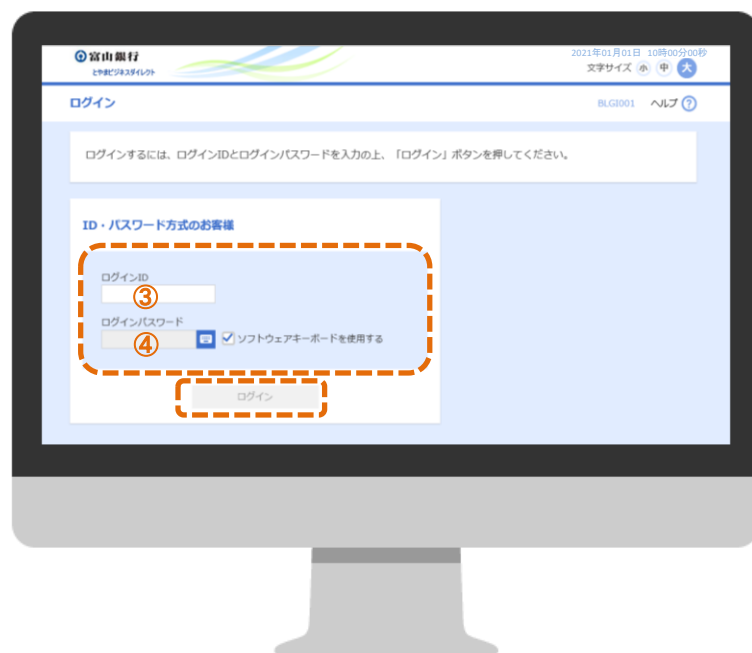 富山銀行
とやまビジネスダイレクト
2021年01月01日 10時00分00秒
文字サイズ 小 中 大
ログイン
BLGI001 ヘルプ ?
ログインするには、ログインIDとログインパスワードを入力の上、「ログイン」ボタンを押してください。
ID・パスワード方式のお客様
ログインID
③
ログインパスワード
④ ソフトウェアキーボードを使用する
ログイン